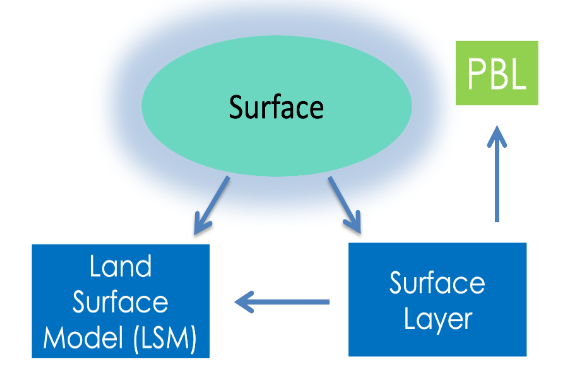 Surface
PBL
Land
Surface
Model (LSM)
Surface
Layer